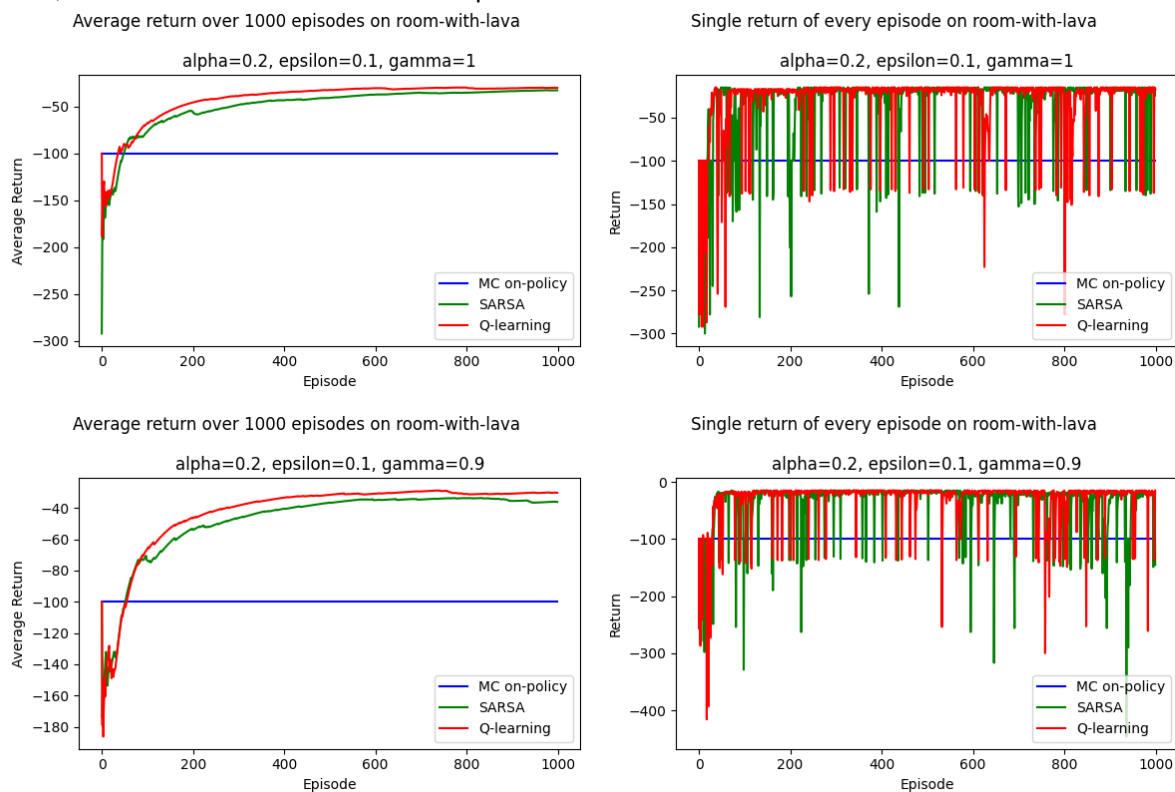 Average return over 1000 episodes on room-with-lava
alpha=0.2, epsilon=0.1, gamma=1
Average Return
−50
−100
−150
−200
−250
−300
MC on-policy
SARSA
Q-learning
0 200 400 600 800 1000
Episode
Single return of every episode on room-with-lava
alpha=0.2, epsilon=0.1, gamma=1
Return
−50
−100
−150
−200
−250
−300
MC on-policy
SARSA
Q-learning
0 200 400 600 800 1000
Episode
Average return over 1000 episodes on room-with-lava
alpha=0.2, epsilon=0.1, gamma=0.9
Average Return
−40
−60
−80
−100
−120
−140
−160
−180
MC on-policy
SARSA
Q-learning
0 200 400 600 800 1000
Episode
Single return of every episode on room-with-lava
alpha=0.2, epsilon=0.1, gamma=0.9
Return
0
−100
−200
−300
−400
MC on-policy
SARSA
Q-learning
0 200 400 600 800 1000
Episode